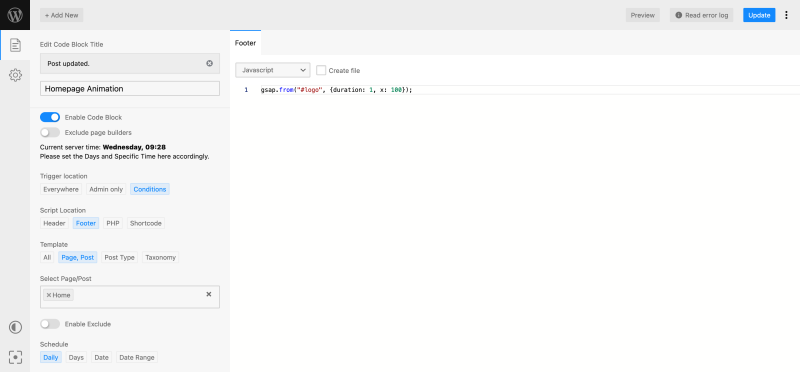 + Add New
Preview
Read error log
Update
Edit Code Block Title
Post updated.
Homepage Animation
Enable Code Block
Exclude page builders
Current server time: Wednesday, 09:28
Please set the Days and Specific Time here accordingly.
Trigger location
Everywhere Admin only Conditions
Script Location
Header Footer PHP Shortcode
Template
All Page, Post Post Type Taxonomy
Select Page/Post
×Home ×
Enable Exclude
Schedule
Daily Days Date Date Range
Footer
Javascript Create file
1 gsap.from("#logo", {duration: 1, x: 100});